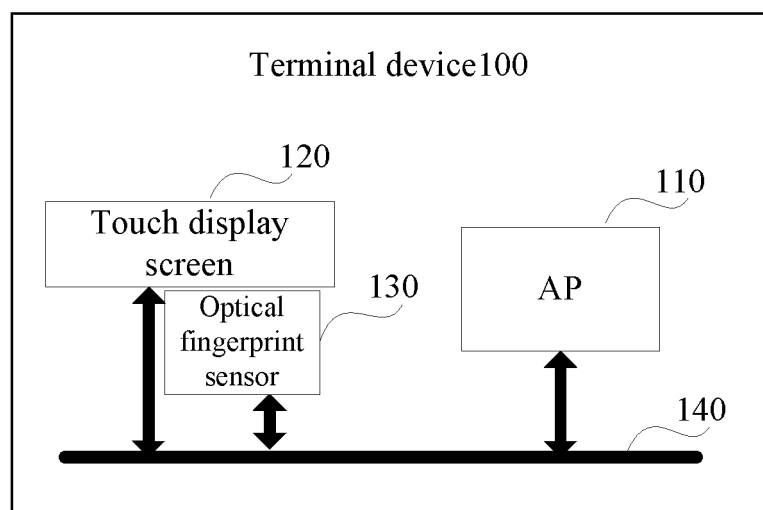 Terminal device100
120
Touch display
screen
110
AP
130
Optical
fingerprint
sensor
140